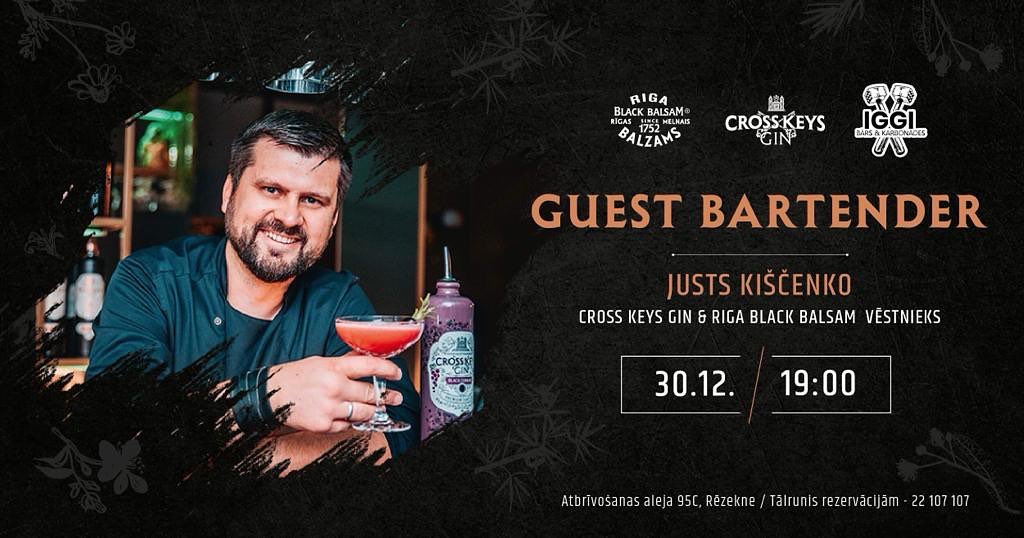 RIGA
BLACK BALSAM®
RĪGAS SINCE MELNAIS
1752
BALZAMS
CROSS KEYS
GIN
IGGI
BĀRS & KARBONĀDES
GUEST BARTENDER
JUSTS KIŠČENKO
CROSS KEYS GIN & RIGA BLACK BALSAM VĒSTNIEKS
30.12. / 19:00
CROSS KEYS
GIN
Atbrīvošanas aleja 95C, Rēzekne / Tālrunis rezervācijām - 22 107 107